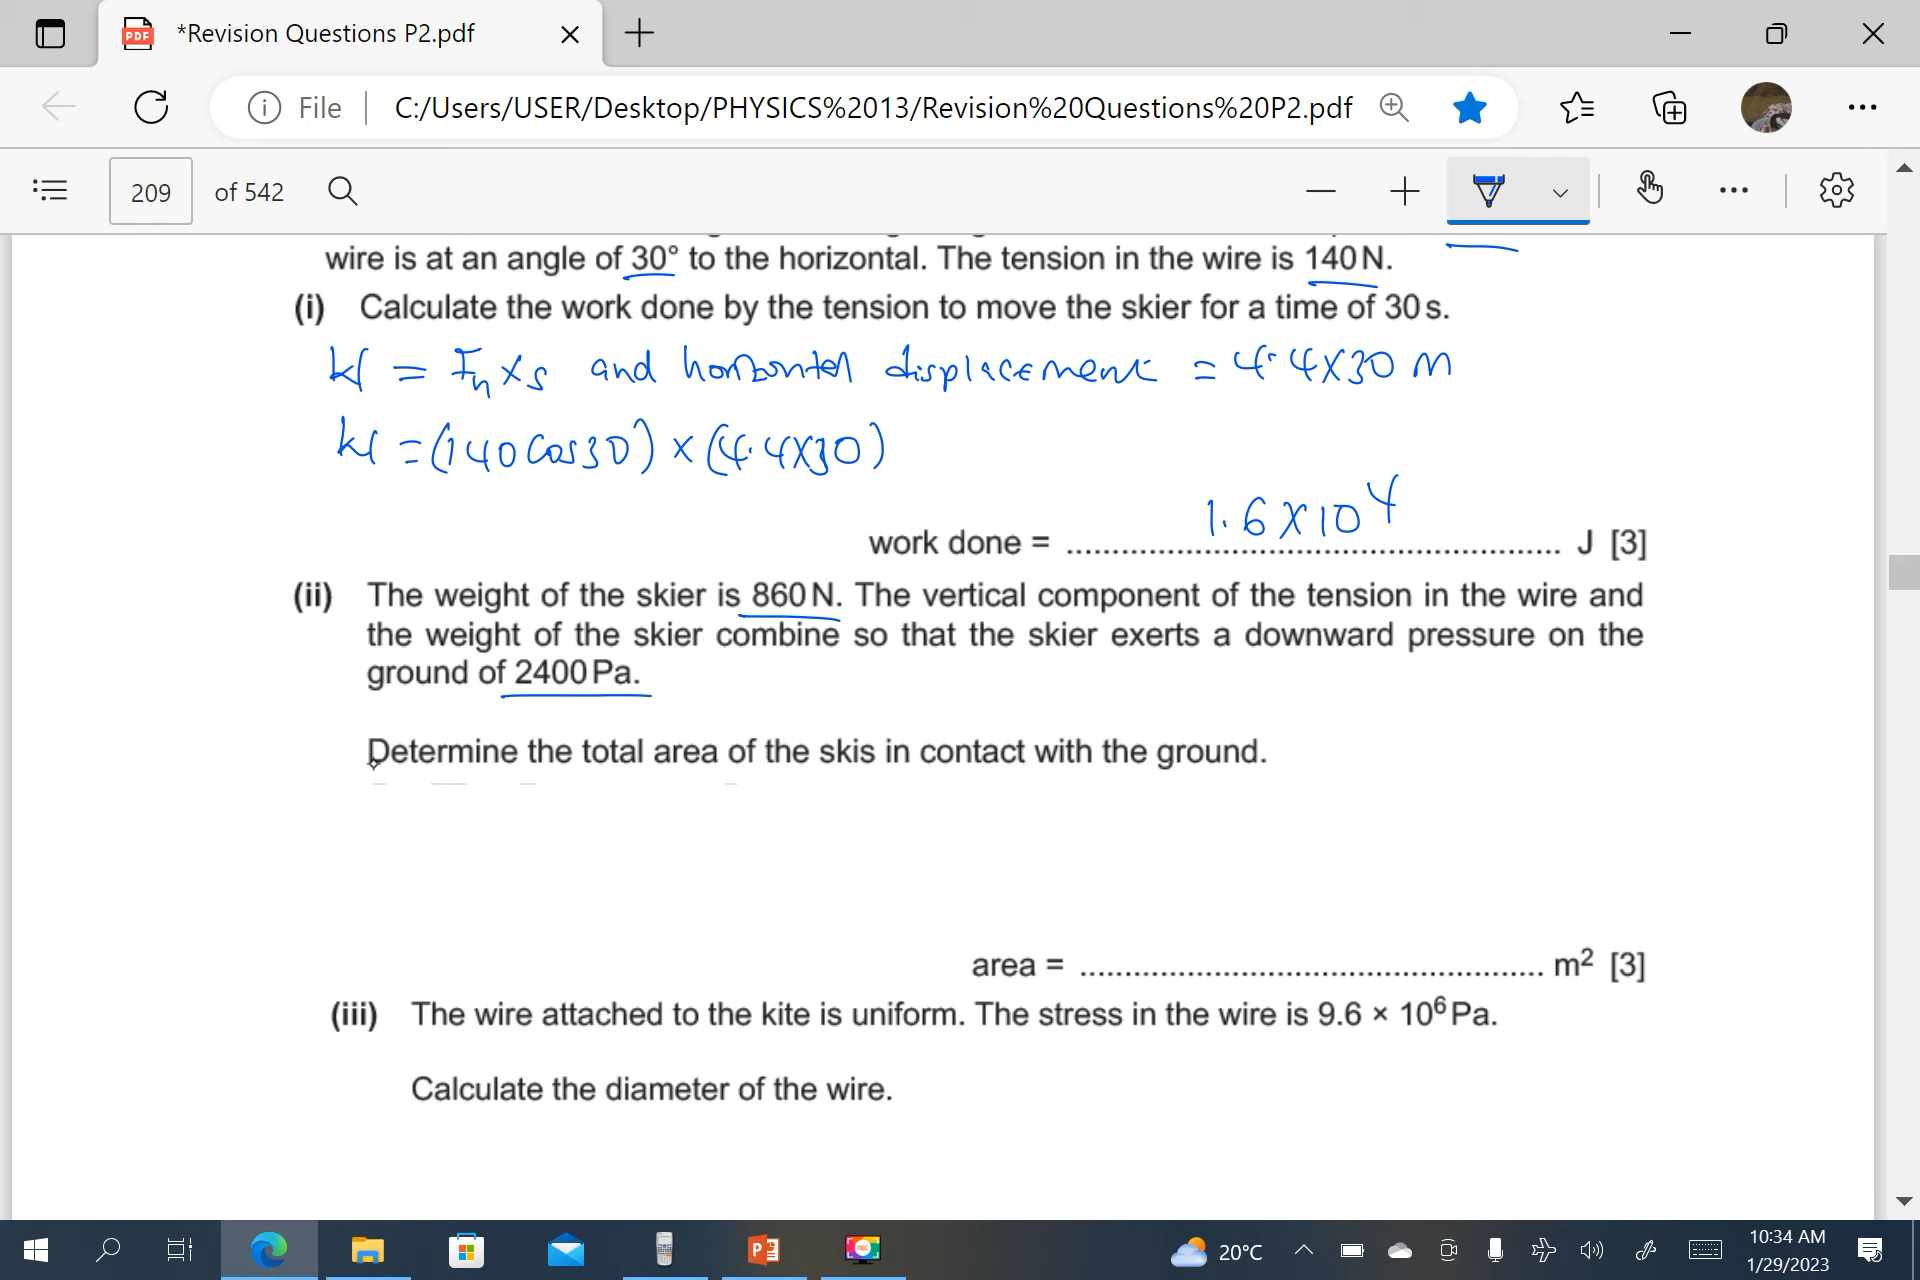 *Revision Questions P2.pdf
File C:/Users/USER/Desktop/PHYSICS%2013/Revision%20Questions%20P2.pdf
209 of 542
wire is at an angle of 30° to the horizontal. The tension in the wire is 140 N.
(i) Calculate the work done by the tension to move the skier for a time of 30 s.
W = Fh × s and horizontal displacement = 4.4×30 m
W = (140 Cos30) × (4.4×30)
1.6 × 10⁴
work done = .................................................... J [3]
(ii) The weight of the skier is 860 N. The vertical component of the tension in the wire and
the weight of the skier combine so that the skier exerts a downward pressure on the
ground of 2400 Pa.
Determine the total area of the skis in contact with the ground.
area = .................................................. m² [3]
(iii) The wire attached to the kite is uniform. The stress in the wire is 9.6 × 10⁶ Pa.
Calculate the diameter of the wire.
20°C 10:34 AM
1/29/2023